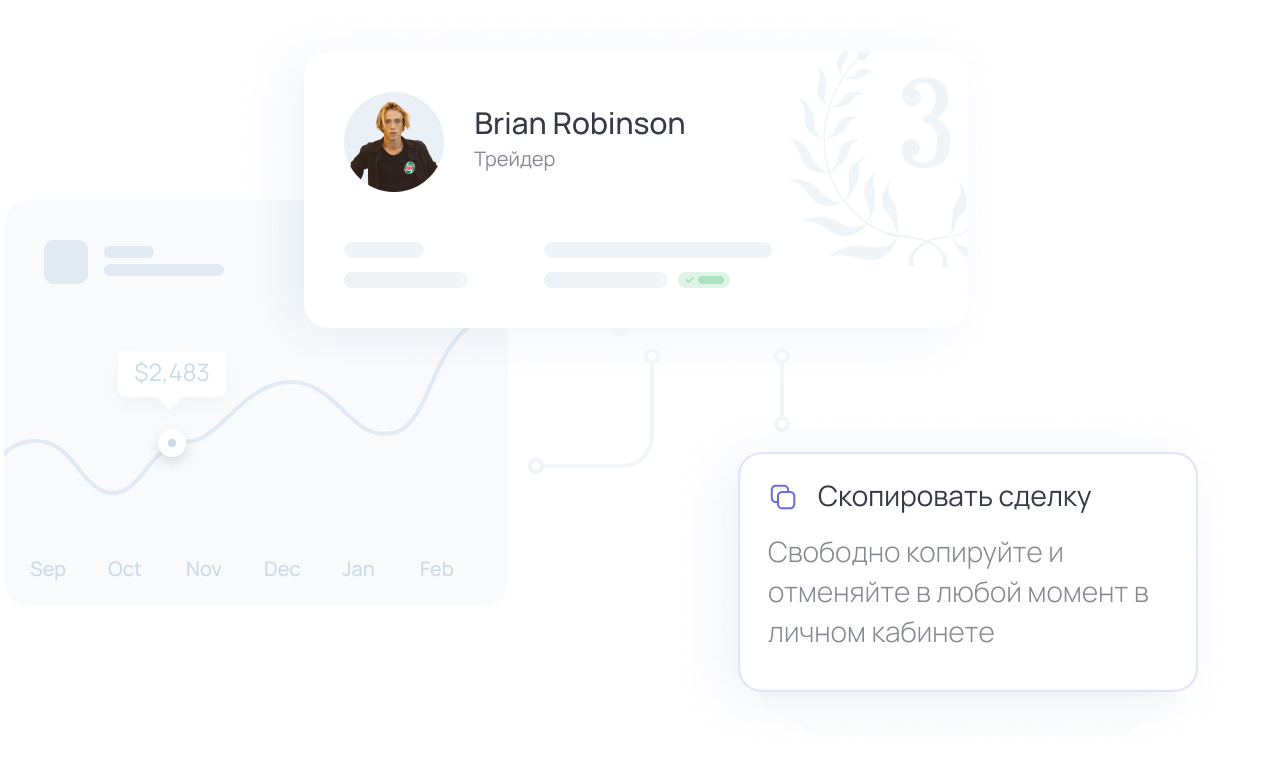 Brian Robinson
Трейдер
3
$2,483
Sep Oct Nov Dec Jan Feb
Скопировать сделку
Свободно копируйте и
отменяйте в любой момент в
личном кабинете